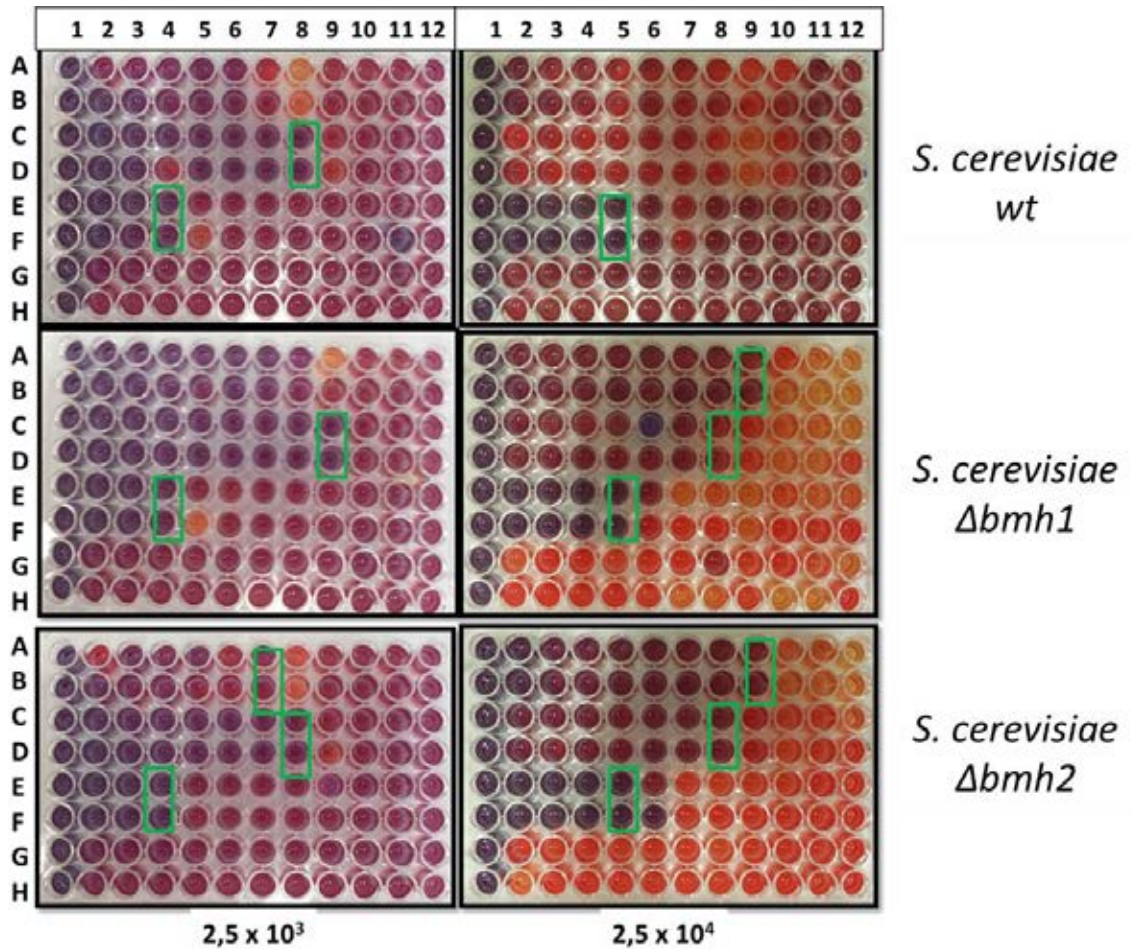 1 2 3 4 5 6 7 8 9 10 11 12 1 2 3 4 5 6 7 8 9 10 11 12
A
B
C
D
E
F
G
H
S. cerevisiae
wt
A
B
C
D
E
F
G
H
S. cerevisiae
Δbmh1
A
B
C
D
E
F
G
H
S. cerevisiae
Δbmh2
2,5 x 10³ 2,5 x 10⁴